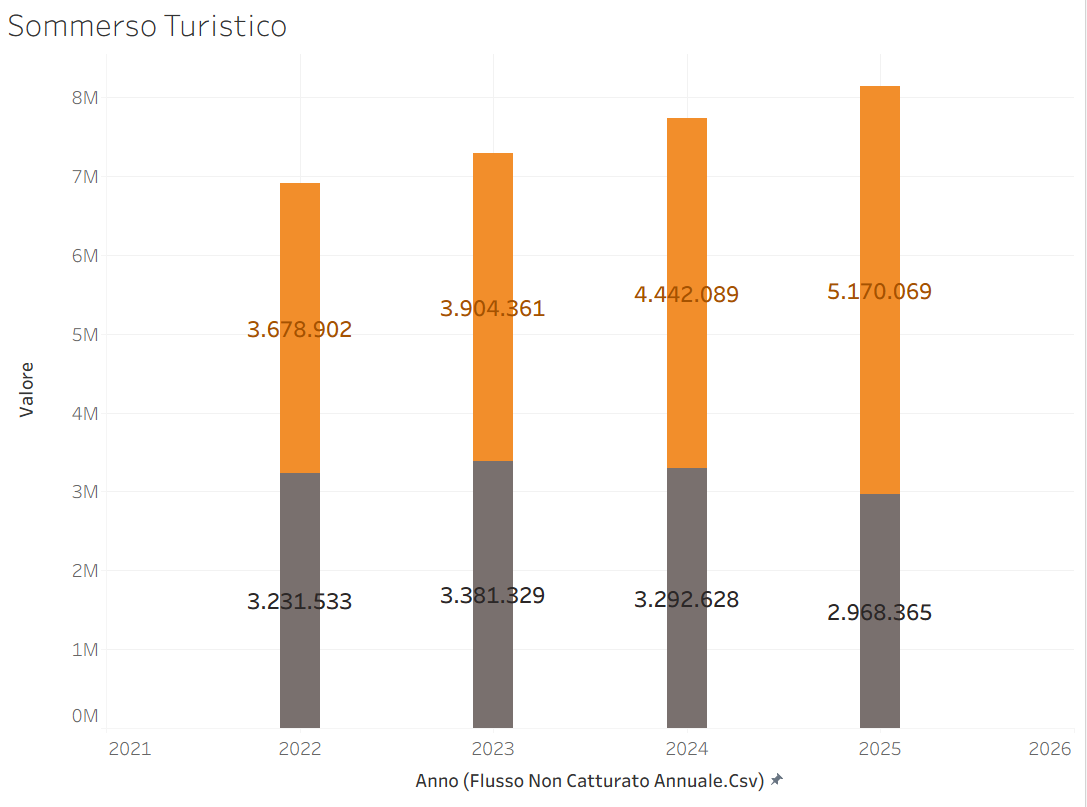 Sommerso Turistico
8M
7M
6M
5M
4M
3M
2M
1M
0M
Valore
3.678.902
3.904.361
4.442.089
5.170.069
3.231.533
3.381.329
3.292.628
2.968.365
2021
2022
2023
2024
2025
2026
Anno (Flusso Non Catturato Annuale.Csv)